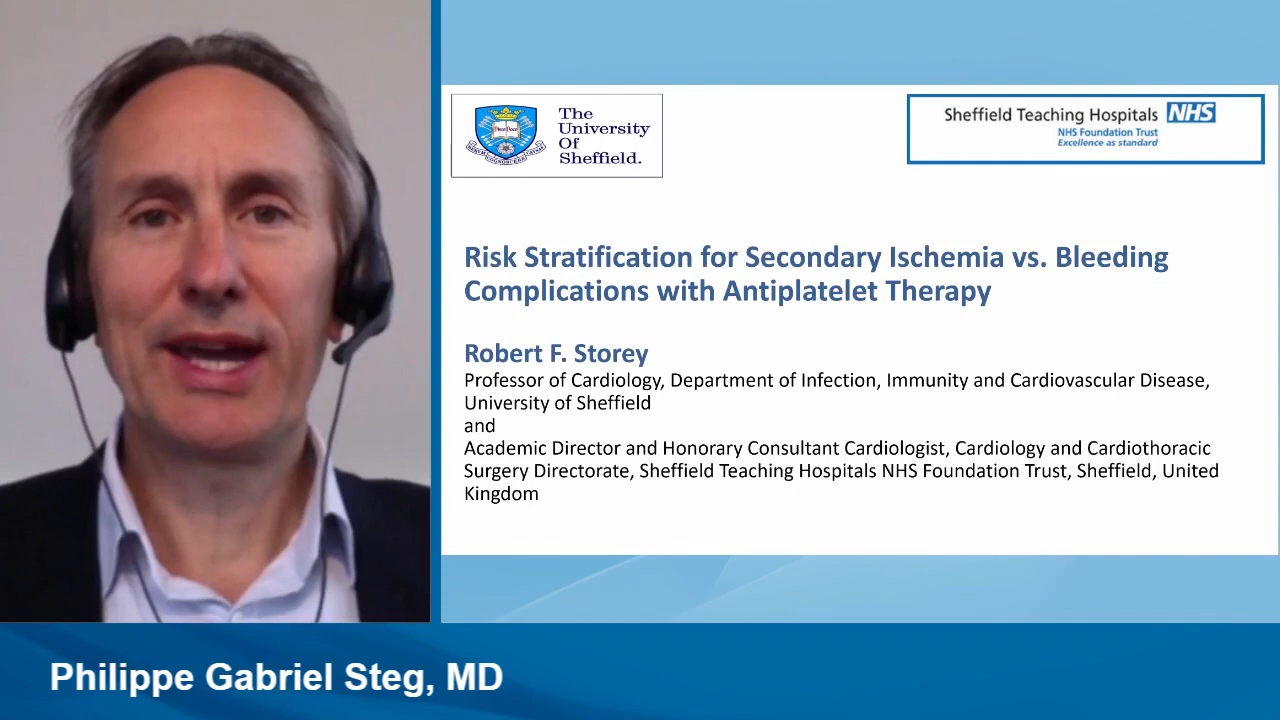 The
University
Of
Sheffield.
Sheffield Teaching Hospitals NHS
NHS Foundation Trust
Excellence as standard
Risk Stratification for Secondary Ischemia vs. Bleeding
Complications with Antiplatelet Therapy
Robert F. Storey
Professor of Cardiology, Department of Infection, Immunity and Cardiovascular Disease,
University of Sheffield
and
Academic Director and Honorary Consultant Cardiologist, Cardiology and Cardiothoracic
Surgery Directorate, Sheffield Teaching Hospitals NHS Foundation Trust, Sheffield, United
Kingdom
Philippe Gabriel Steg, MD